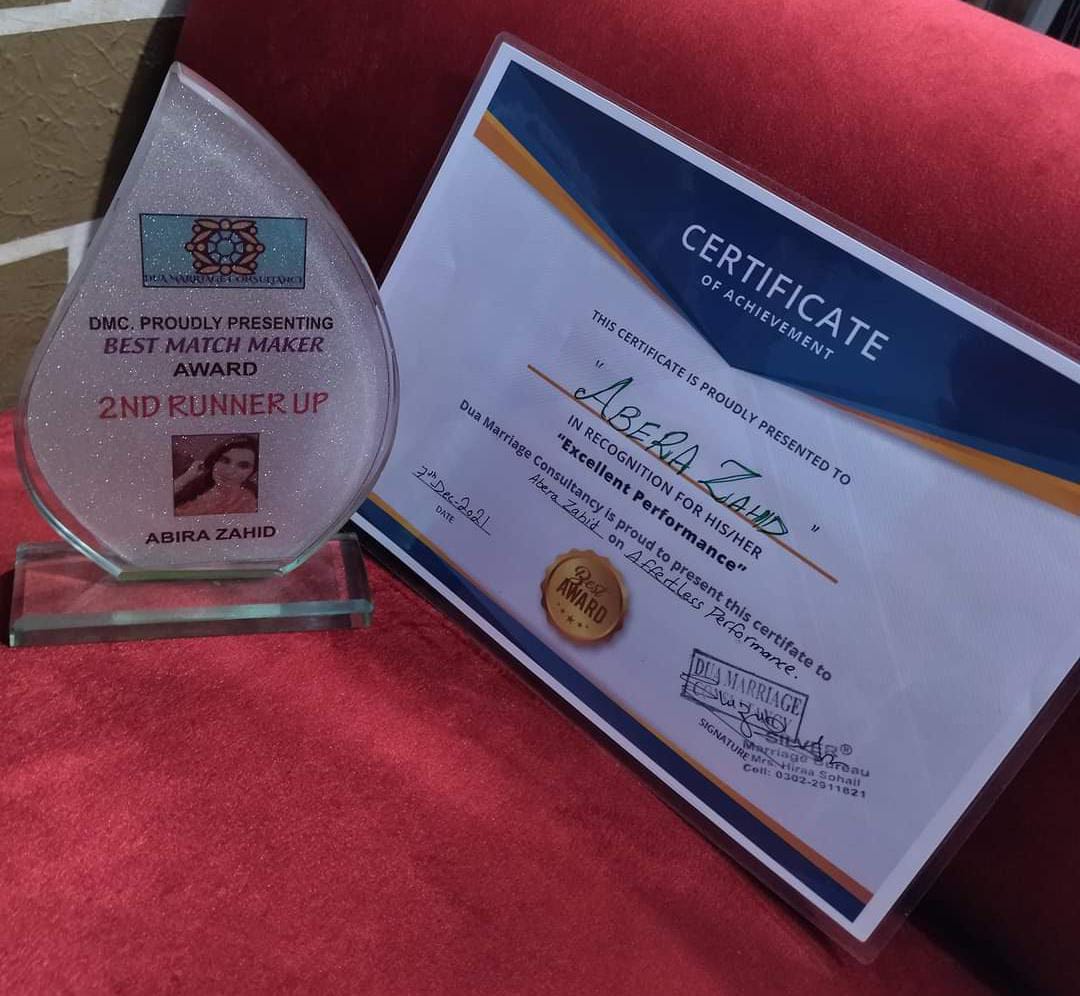 DUA MARRIAGE CONSULTANCY
DMC. PROUDLY PRESENTING
BEST MATCH MAKER
AWARD
2ND RUNNER UP
ABIRA ZAHID
CERTIFICATE
OF ACHIEVEMENT
THIS CERTIFICATE IS PROUDLY PRESENTED TO
"ABERA ZAHID"
IN RECOGNITION FOR HIS/HER
"Excellent Performance"
Dua Marriage Consultancy is proud to present this certifate to
Abera Zahid on Affertless Performance.
7th Dec-2021
DATE
Best
AWARD
DUA MARRIAGE
CONSULTANCY
SIGNATURE
SILVER®
Marriage Bureau
Mrs. Hiraa Sohail
Cell: 0302-2911821